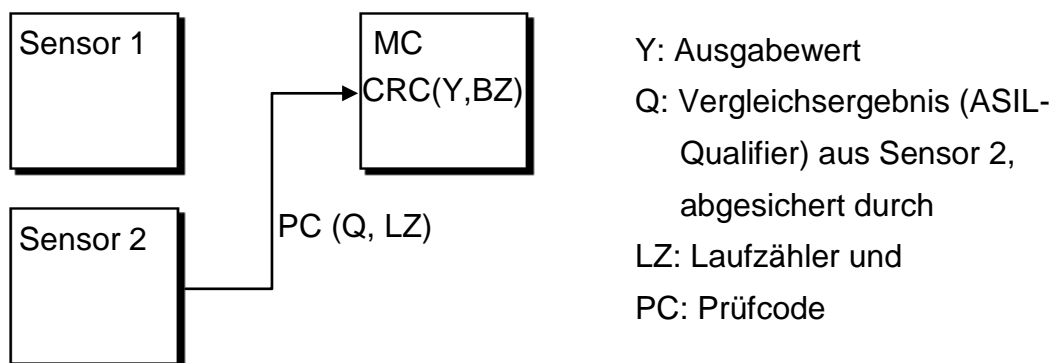 Sensor 1
MC
CRC(Y,BZ)
Sensor 2
PC (Q, LZ)
Y: Ausgabewert
Q: Vergleichsergebnis (ASIL-
Qualifier) aus Sensor 2,
abgesichert durch
LZ: Laufzähler und
PC: Prüfcode